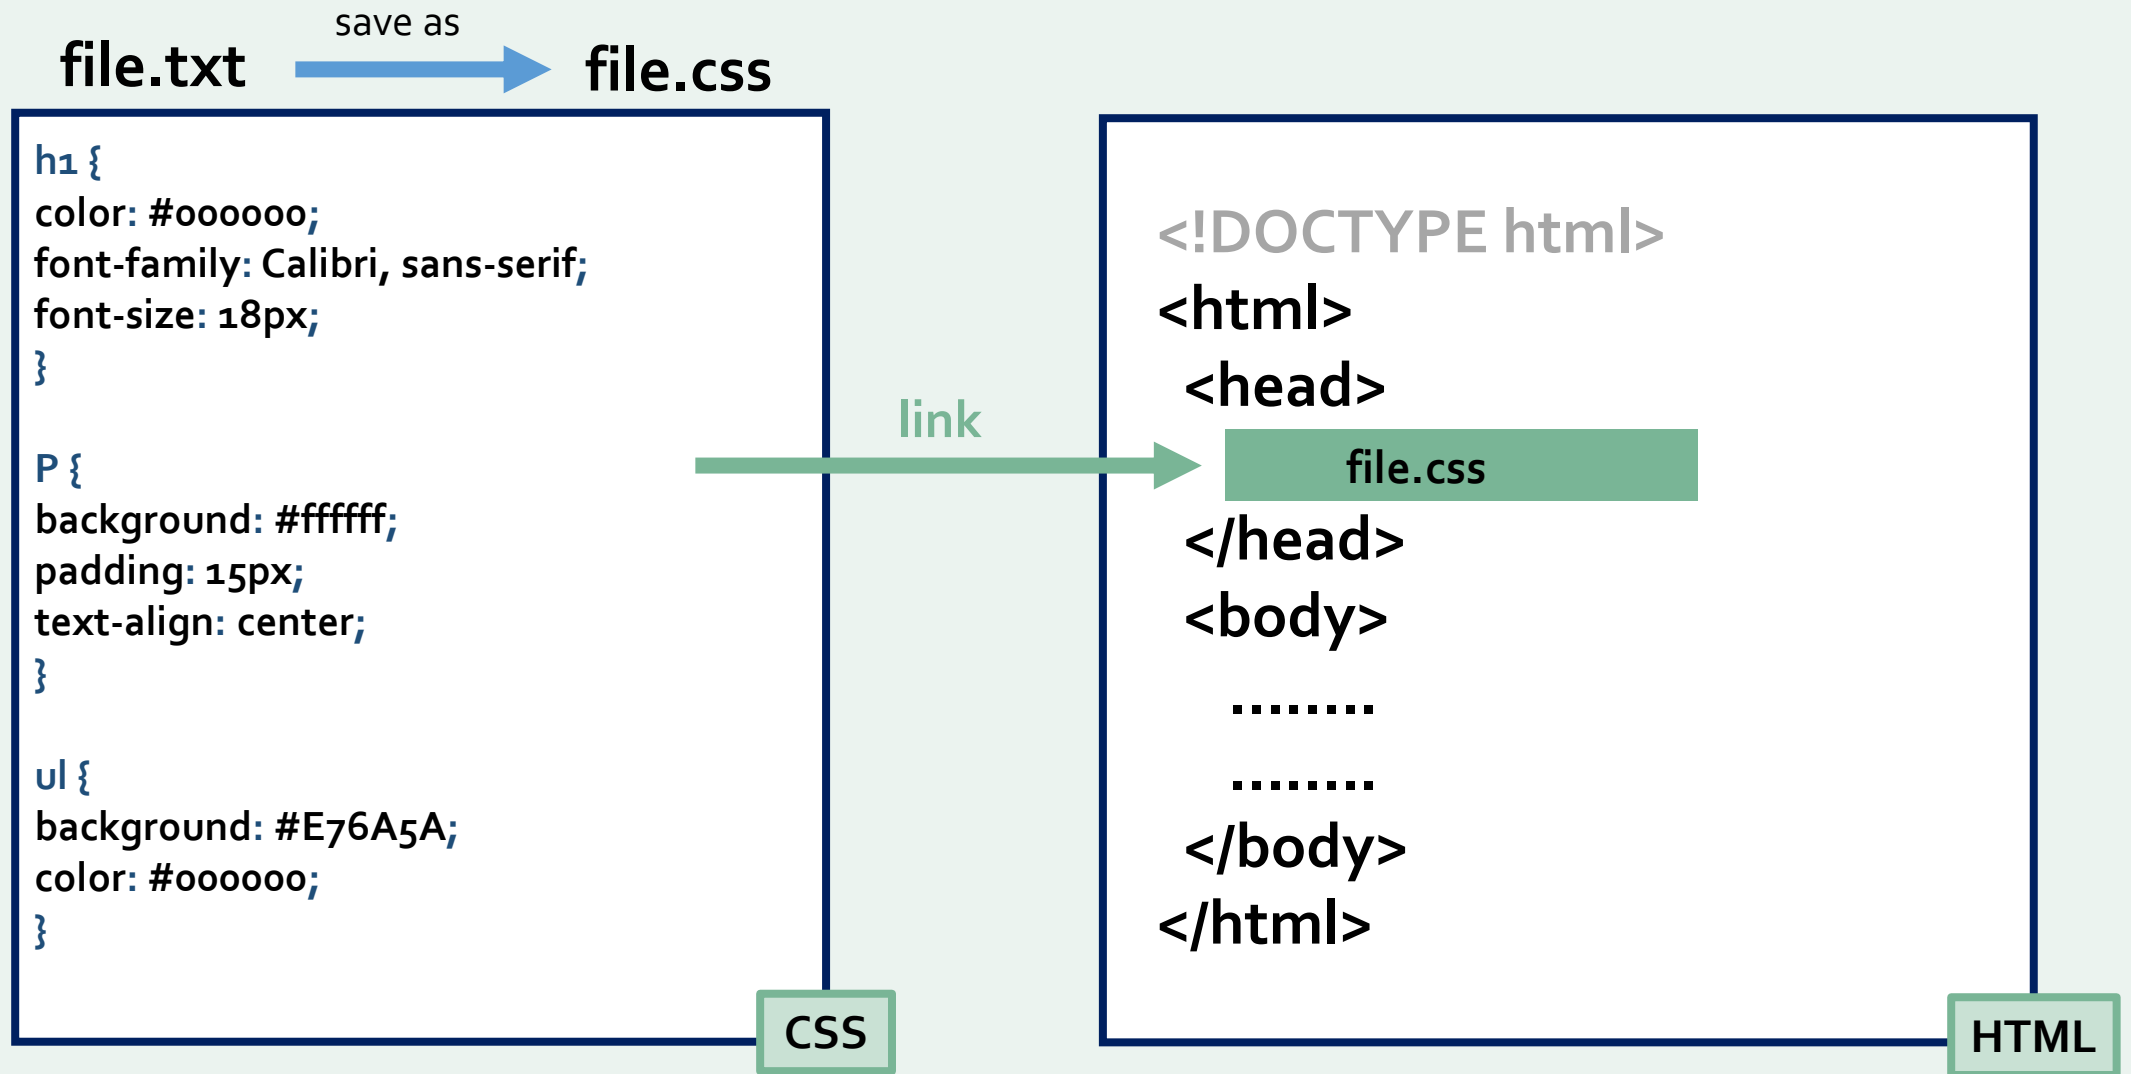 save as
file.txt file.css
h1 {
color: #000000;
font-family: Calibri, sans-serif;
font-size: 18px;
}
P {
background: #ffffff;
padding: 15px;
text-align: center;
}
ul {
background: #E76A5A;
color: #000000;
}
CSS
link
<!DOCTYPE html>
<html>
<head>
file.css
</head>
<body>
........
........
</body>
</html>
HTML